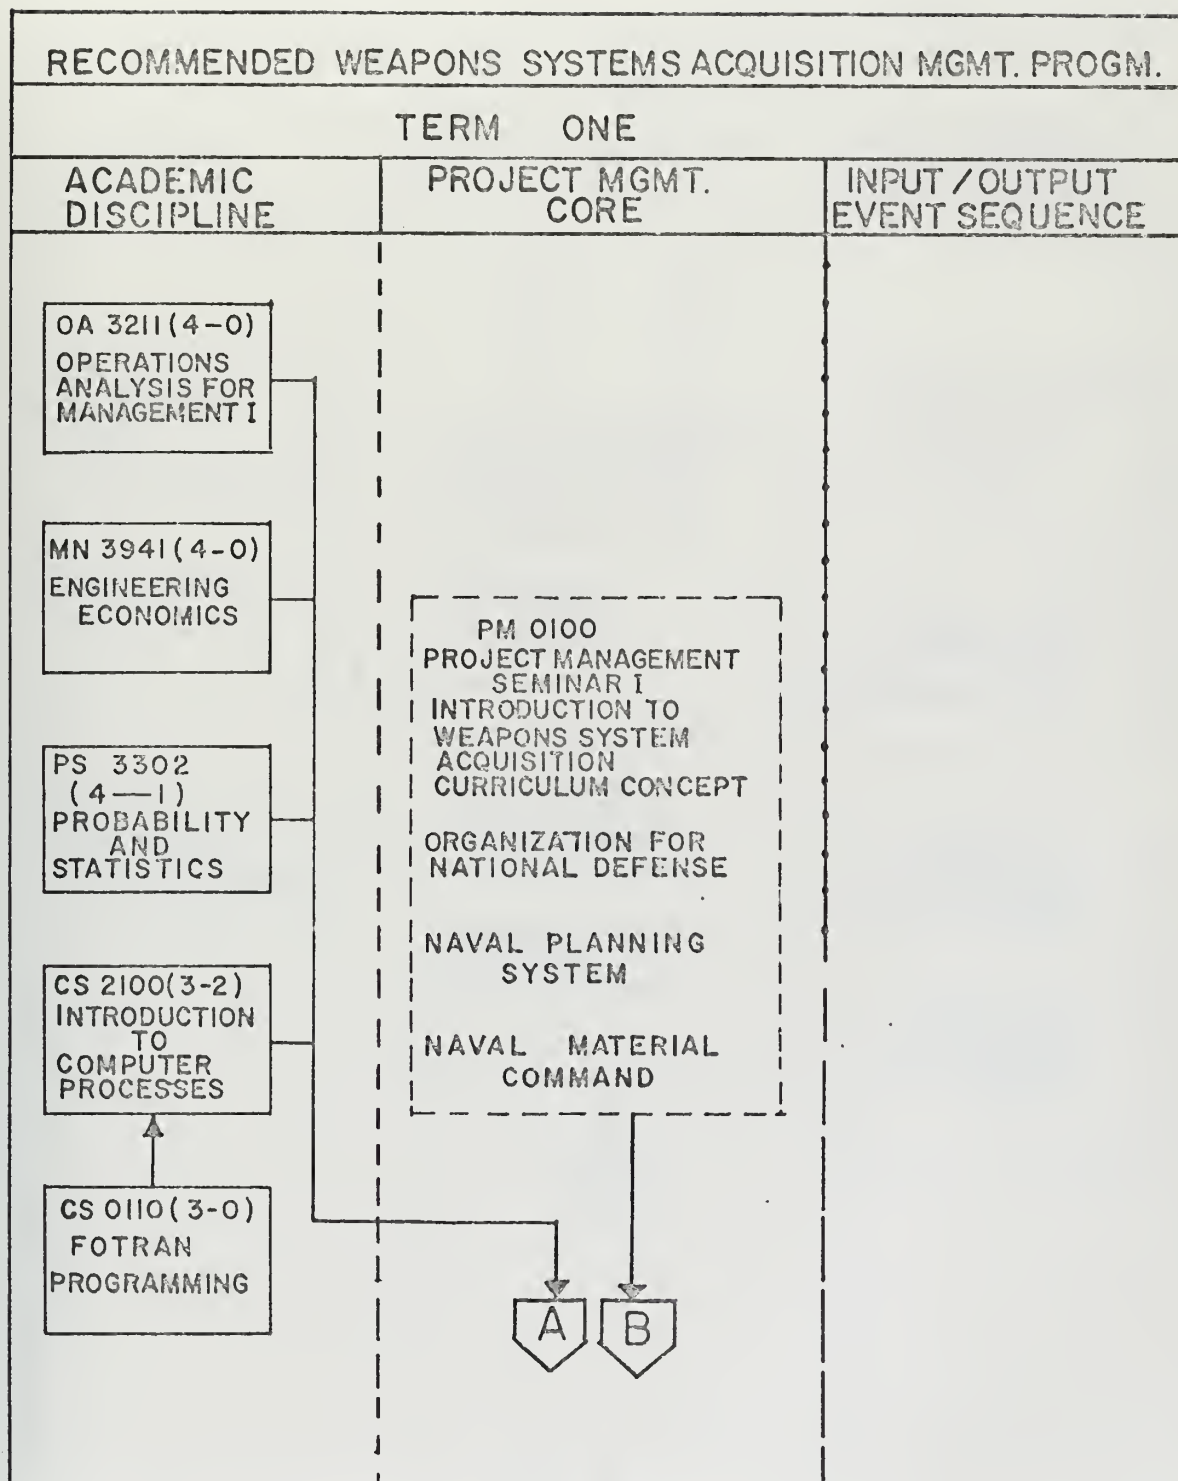 RECOMMENDED WEAPONS SYSTEMS ACQUISITION MGMT. PROGM.
TERM ONE
ACADEMIC
DISCIPLINE
PROJECT MGMT.
CORE
INPUT/OUTPUT
EVENT SEQUENCE
OA 3211(4-0)
OPERATIONS
ANALYSIS FOR
MANAGEMENT I
MN 3941(4-0)
ENGINEERING
ECONOMICS
PS 3302
(4-1)
PROBABILITY
AND
STATISTICS
CS 2100(3-2)
INTRODUCTION
TO
COMPUTER
PROCESSES
CS 0110(3-0)
FOTRAN
PROGRAMMING
PM 0100
PROJECT MANAGEMENT
SEMINAR I
INTRODUCTION TO
WEAPONS SYSTEM
ACQUISITION
CURRICULUM CONCEPT
ORGANIZATION FOR
NATIONAL DEFENSE
NAVAL PLANNING
SYSTEM
NAVAL MATERIAL
COMMAND
A
B